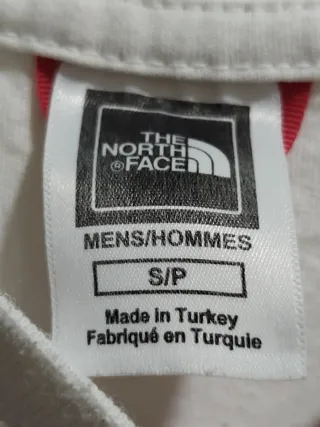 THE
NORTH
®FACE
MENS/HOMMES
S/P
Made in Turkey
Fabriqué en Turquie